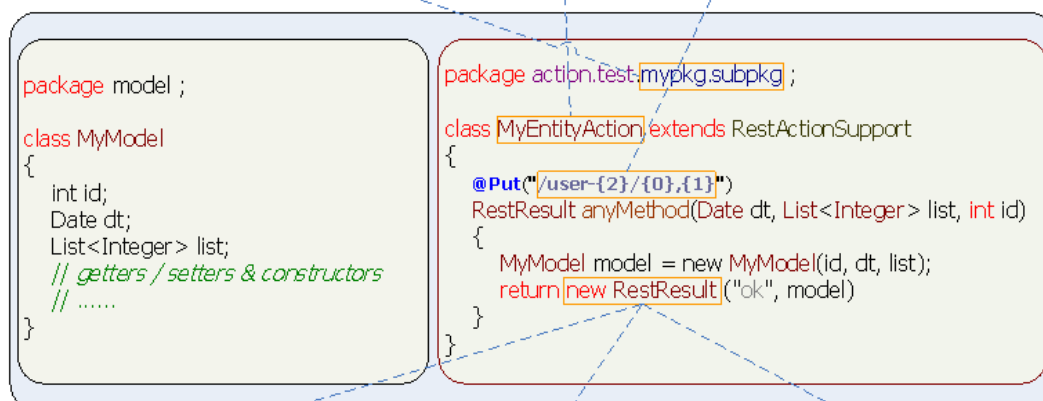 package model ;
class MyModel
{
int id;
Date dt;
List<Integer> list;
// getters / setters & constructors
// ......
}
package action.test.mypkg.subpkg ;
class MyEntityAction extends RestActionSupport
{
@Put("/user-{2}/{0},{1}")
RestResult anyMethod(Date dt, List<Integer> list, int id)
{
MyModel model = new MyModel(id, dt, list);
return new RestResult ("ok", model)
}
}